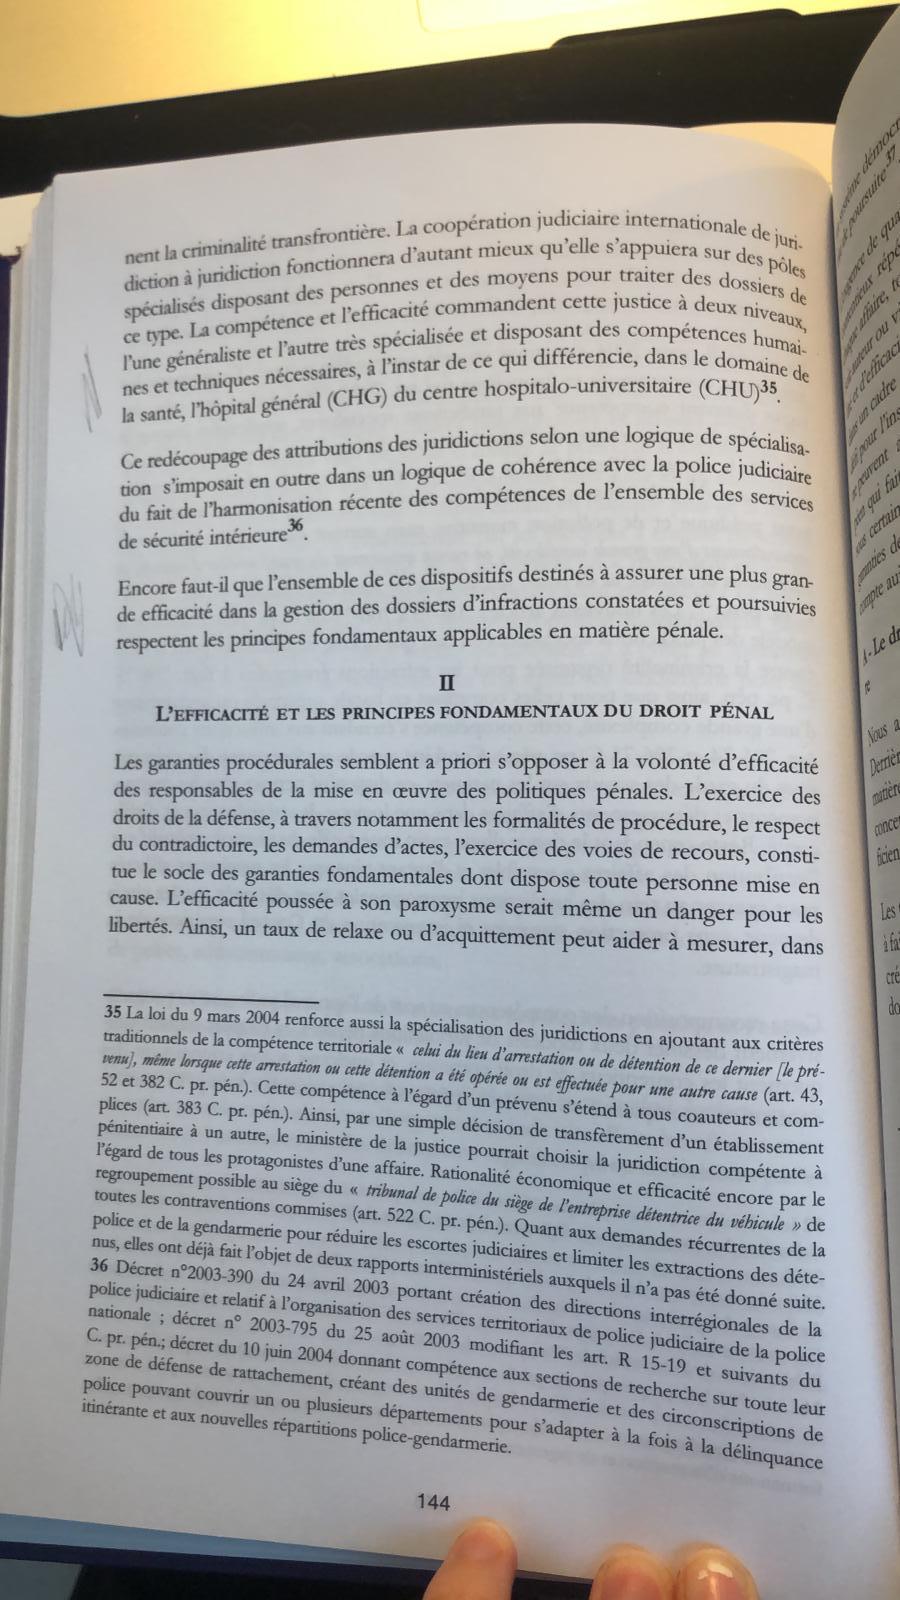 nent la criminalité transfrontière. La coopération judiciaire internationale de juri-
diction à juridiction fonctionnera d'autant mieux qu'elle s'appuiera sur des pôles
spécialisés disposant des personnes et des moyens pour traiter des dossiers de
ce type. La compétence et l'efficacité commandent cette justice à deux niveaux,
l'une généraliste et l'autre très spécialisée et disposant des compétences humai-
nes et techniques nécessaires, à l'instar de ce qui différencie, dans le domaine de
la santé, l'hôpital général (CHG) du centre hospitalo-universitaire (CHU)35.
Ce redécoupage des attributions des juridictions selon une logique de spécialisa-
tion s'imposait en outre dans un logique de cohérence avec la police judiciaire
du fait de l'harmonisation récente des compétences de l'ensemble des services
de sécurité intérieure36.
Encore faut-il que l'ensemble de ces dispositifs destinés à assurer une plus gran-
de efficacité dans la gestion des dossiers d'infractions constatées et poursuivies
respectent les principes fondamentaux applicables en matière pénale.
II
L'EFFICACITÉ ET LES PRINCIPES FONDAMENTAUX DU DROIT PÉNAL
Les garanties procédurales semblent a priori s'opposer à la volonté d'efficacité
des responsables de la mise en œuvre des politiques pénales. L'exercice des
droits de la défense, à travers notamment les formalités de procédure, le respect
du contradictoire, les demandes d'actes, l'exercice des voies de recours, consti-
tue le socle des garanties fondamentales dont dispose toute personne mise en
cause. L'efficacité poussée à son paroxysme serait même un danger pour les
libertés. Ainsi, un taux de relaxe ou d'acquittement peut aider à mesurer, dans
35 La loi du 9 mars 2004 renforce aussi la spécialisation des juridictions en ajoutant aux critères
traditionnels de la compétence territoriale « celui du lieu d'arrestation ou de détention de ce dernier [le pré-
venu], même lorsque cette arrestation ou cette détention a été opérée ou est effectuée pour une autre cause (art. 43,
52 et 382 C. pr. pén.). Cette compétence à l'égard d'un prévenu s'étend à tous coauteurs et com-
plices (art. 383 C. pr. pén.). Ainsi, par une simple décision de transfèrement d'un établissement
pénitentiaire à un autre, le ministère de la justice pourrait choisir la juridiction compétente à
l'égard de tous les protagonistes d'une affaire. Rationalité économique et efficacité encore par le
regroupement possible au siège du « tribunal de police du siège de l'entreprise détentrice du véhicule » de
toutes les contraventions commises (art. 522 C. pr. pén.). Quant aux demandes récurrentes de la
police et de la gendarmerie pour réduire les escortes judiciaires et limiter les extractions des déte-
nus, elles ont déjà fait l'objet de deux rapports interministériels auxquels il n'a pas été donné suite.
36 Décret n°2003-390 du 24 avril 2003 portant création des directions interrégionales de la
police judiciaire et relatif à l'organisation des services territoriaux de police judiciaire de la police
nationale ; décret n° 2003-795 du 25 août 2003 modifiant les art. R 15-19 et suivants du
C. pr. pén.; décret du 10 juin 2004 donnant compétence aux sections de recherche sur toute leur
zone de défense de rattachement, créant des unités de gendarmerie et des circonscriptions de
police pouvant couvrir un ou plusieurs départements pour s'adapter à la fois à la délinquance
itinérante et aux nouvelles répartitions police-gendarmerie.
144